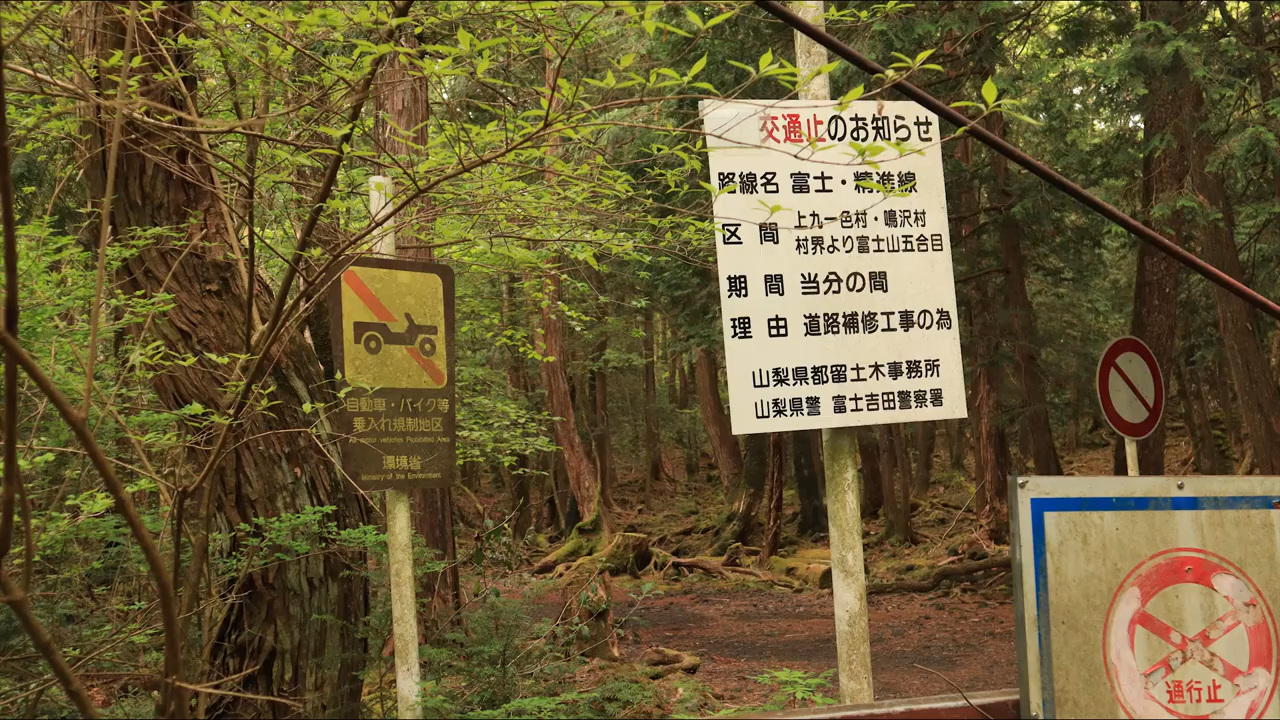 自動車・バイク等
乗入れ規制地区
All motor vehicles Prohibited Area
環境省
Ministry of the Environment
交通止のお知らせ
路線名 富士・精進線
区間 上九一色村・鳴沢村
村界より富士山五合目
期間 当分の間
理由 道路補修工事の為
山梨県都留土木事務所
山梨県警 富士吉田警察署
通行止